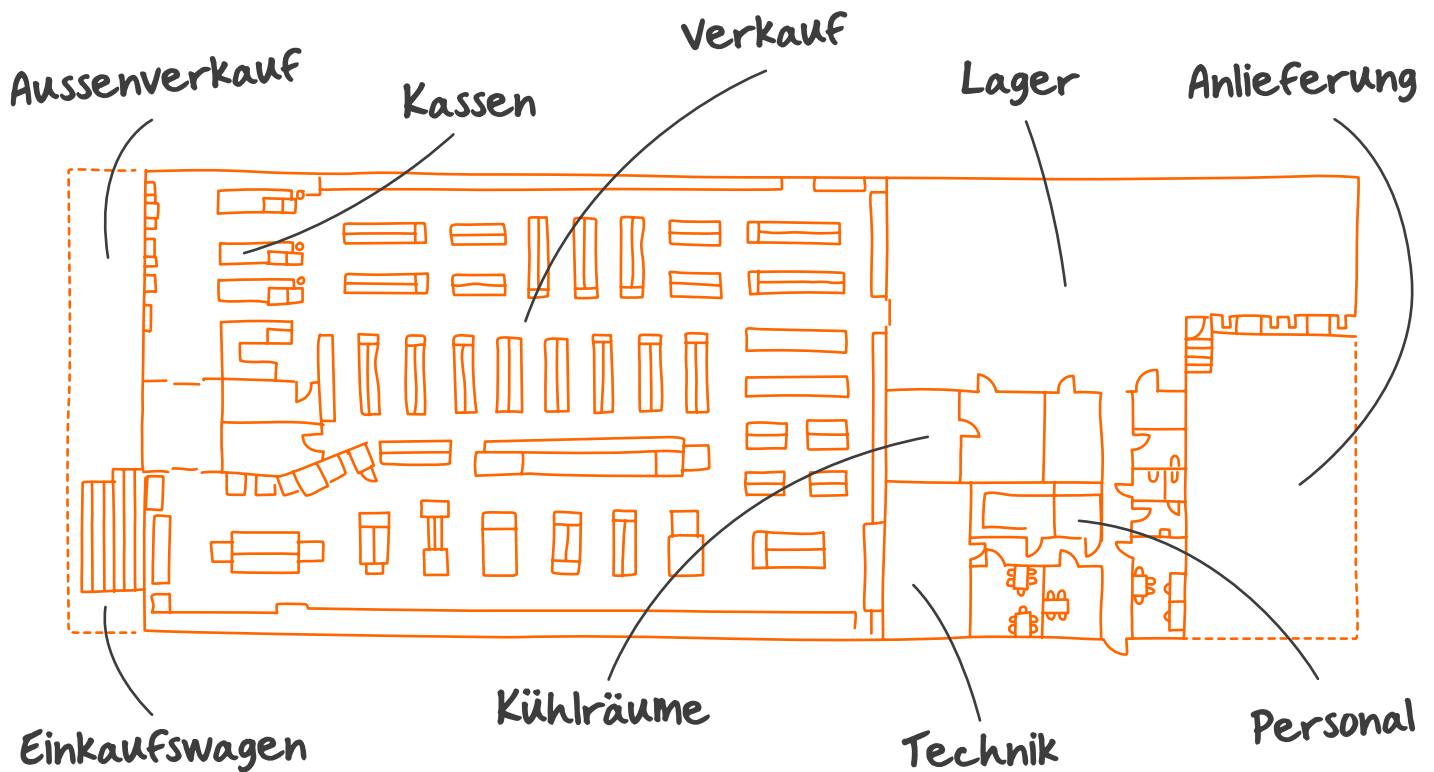 Verkauf
Aussenverkauf
Kassen
Lager
Anlieferung
Einkaufswagen
Kühlräume
Technik
Personal